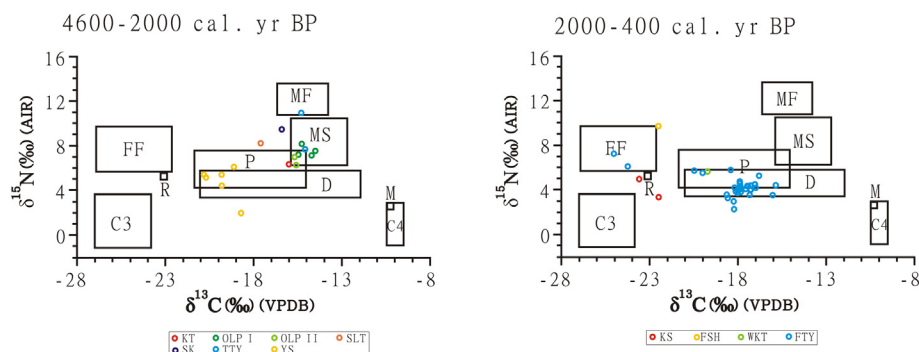 4600-2000 cal. yr BP
16
12
8
4
0
δ15N(‰)(AIR)
MF
MS
FF
P
R
D
M
C3
C4
-28 -23 -18 -13 -8
δ13C(‰)(VPDB)
KT OLP I OLP II SLT
SK TTY YS
2000-400 cal. yr BP
16
12
8
4
0
δ15N(‰)(AIR)
MF
MS
FF
P
R
D
M
C3
C4
-28 -23 -18 -13 -8
δ13C(‰)(VPDB)
KS FSH WKT FTY